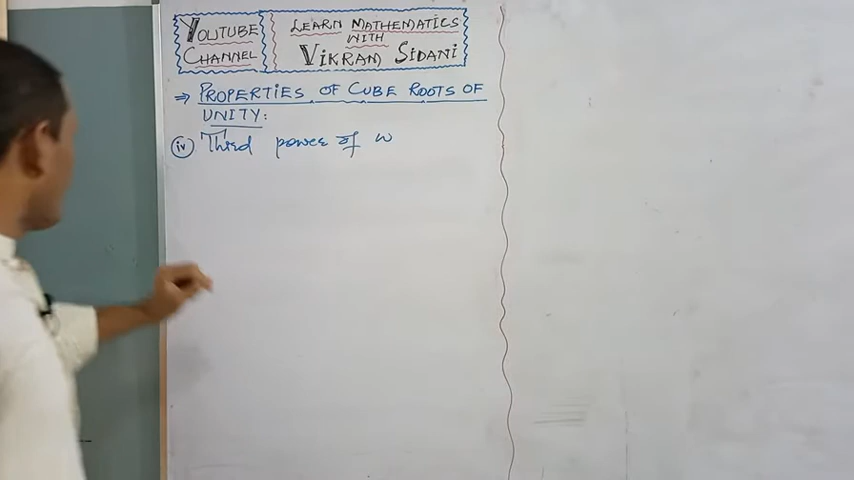 YOUTUBE CHANNEL
LEARN MATHEMATICS
WITH
VIKRAM SIDANI
⇒ PROPERTIES OF CUBE ROOTS OF
UNITY:
(iv) Third power of ω